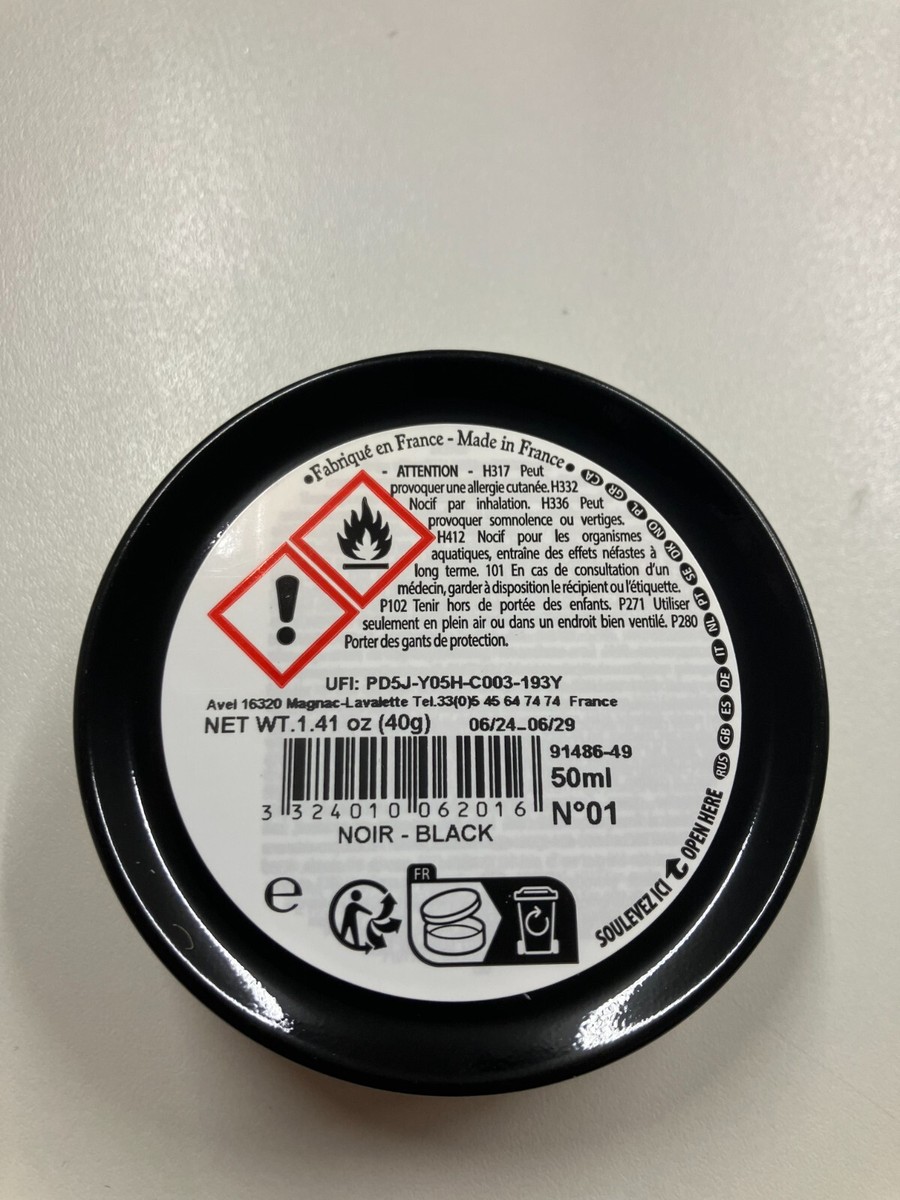 •Fabriqué en France - Made in France•
- ATTENTION - H317 Peut
provoquer une allergie cutanée. H332
Nocif par inhalation. H336 Peut
provoquer somnolence ou vertiges.
H412 Nocif pour les organismes
aquatiques, entraîne des effets néfastes à
long terme. 101 En cas de consultation d'un
médecin, garder à disposition le récipient ou l'étiquette.
P102 Tenir hors de portée des enfants. P271 Utiliser
seulement en plein air ou dans un endroit bien ventilé. P280
Porter des gants de protection.
UFI: PD5J-Y05H-C003-193Y
Avel 16320 Magnac-Lavalette Tel.33(0)5 45 64 74 74 France
NET WT.1.41 oz (40g) 06/24-06/29
91486-49
50ml
3 324010 062016
N°01
NOIR - BLACK
e
FR
SOULEVEZ ICI OPEN HERE
RUS GB ES DE IT NL PT SE DK NO PL GR CA